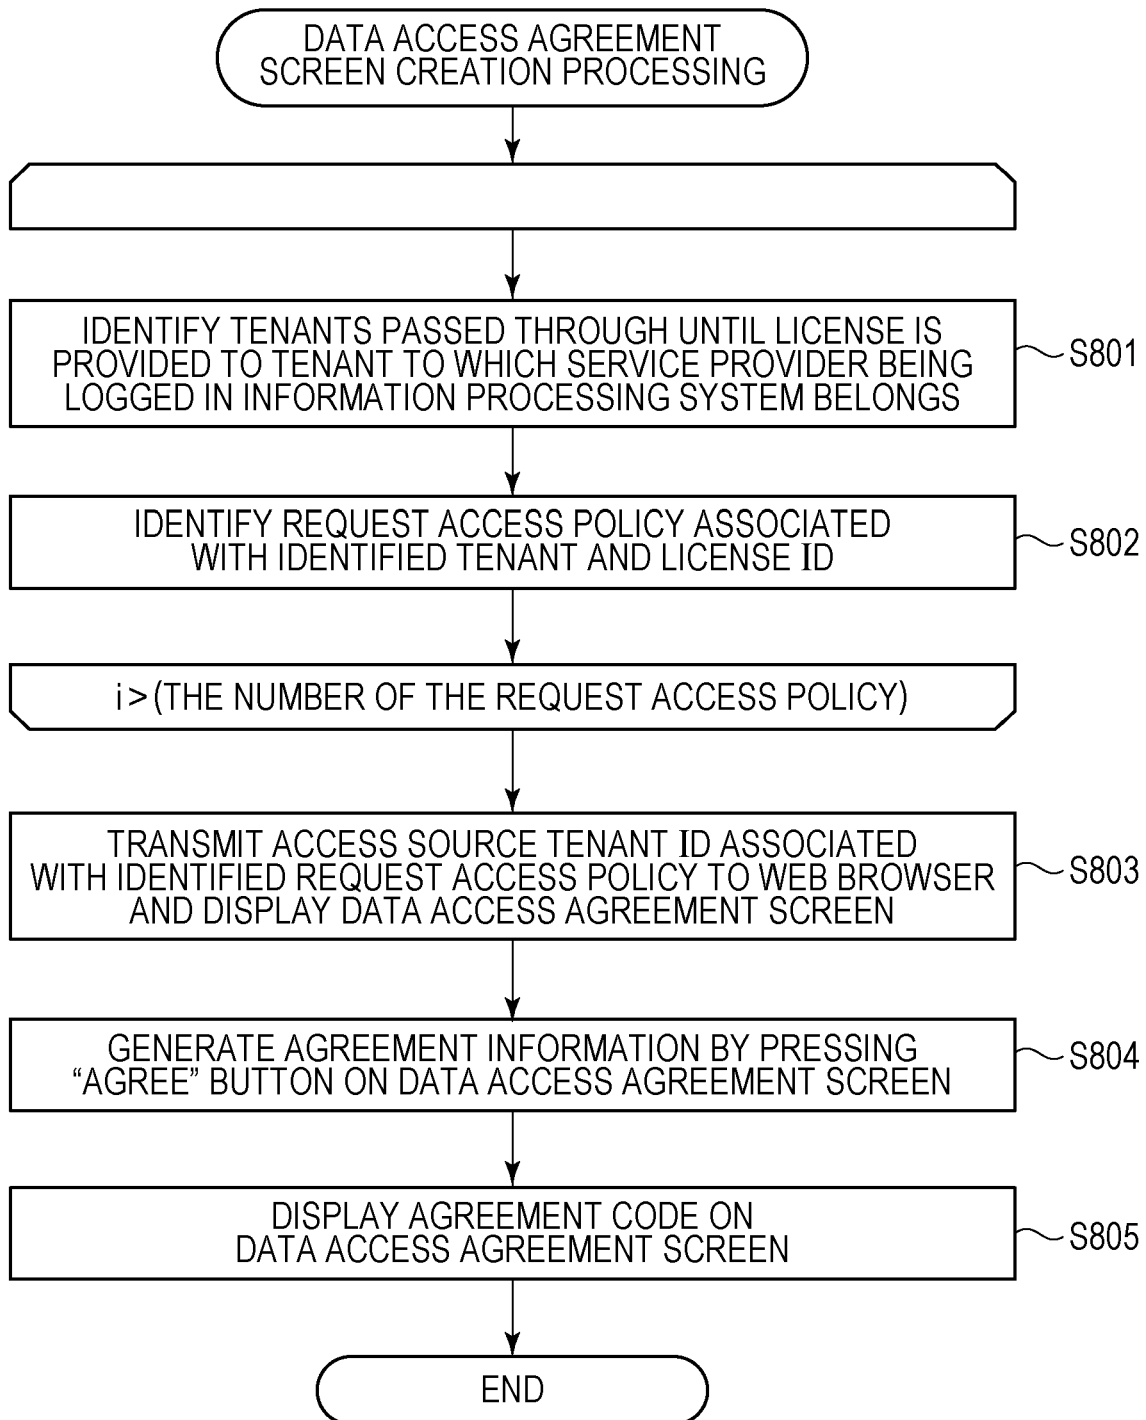 DATA ACCESS AGREEMENT
SCREEN CREATION PROCESSING
IDENTIFY TENANTS PASSED THROUGH UNTIL LICENSE IS
PROVIDED TO TENANT TO WHICH SERVICE PROVIDER BEING
LOGGED IN INFORMATION PROCESSING SYSTEM BELONGS
S801
IDENTIFY REQUEST ACCESS POLICY ASSOCIATED
WITH IDENTIFIED TENANT AND LICENSE ID
S802
i > (THE NUMBER OF THE REQUEST ACCESS POLICY)
TRANSMIT ACCESS SOURCE TENANT ID ASSOCIATED
WITH IDENTIFIED REQUEST ACCESS POLICY TO WEB BROWSER
AND DISPLAY DATA ACCESS AGREEMENT SCREEN
S803
GENERATE AGREEMENT INFORMATION BY PRESSING
“AGREE” BUTTON ON DATA ACCESS AGREEMENT SCREEN
S804
DISPLAY AGREEMENT CODE ON
DATA ACCESS AGREEMENT SCREEN
S805
END